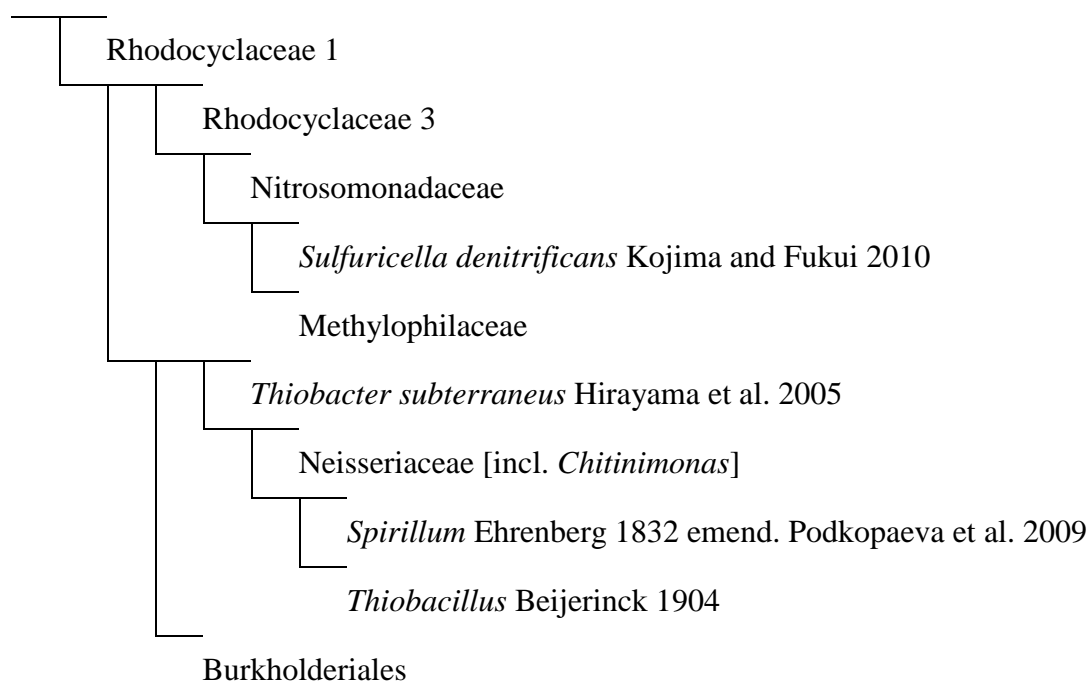 Rhodocyclaceae 1
Rhodocyclaceae 3
Nitrosomonadaceae
Sulfuricella denitrificans Kojima and Fukui 2010
Methylophilaceae
Thiobacter subterraneus Hirayama et al. 2005
Neisseriaceae [incl. Chitinimonas]
Spirillum Ehrenberg 1832 emend. Podkopaeva et al. 2009
Thiobacillus Beijerinck 1904
Burkholderiales